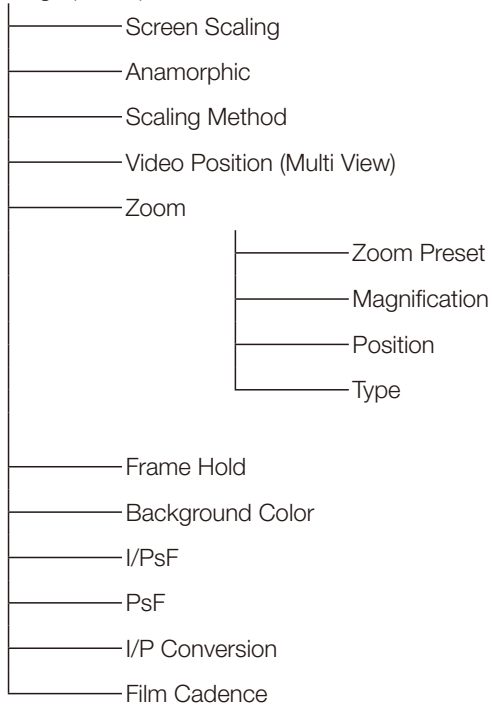 Screen Scaling
Anamorphic
Scaling Method
Video Position (Multi View)
Zoom
Zoom Preset
Magnification
Position
Type
Frame Hold
Background Color
I/PsF
PsF
I/P Conversion
Film Cadence